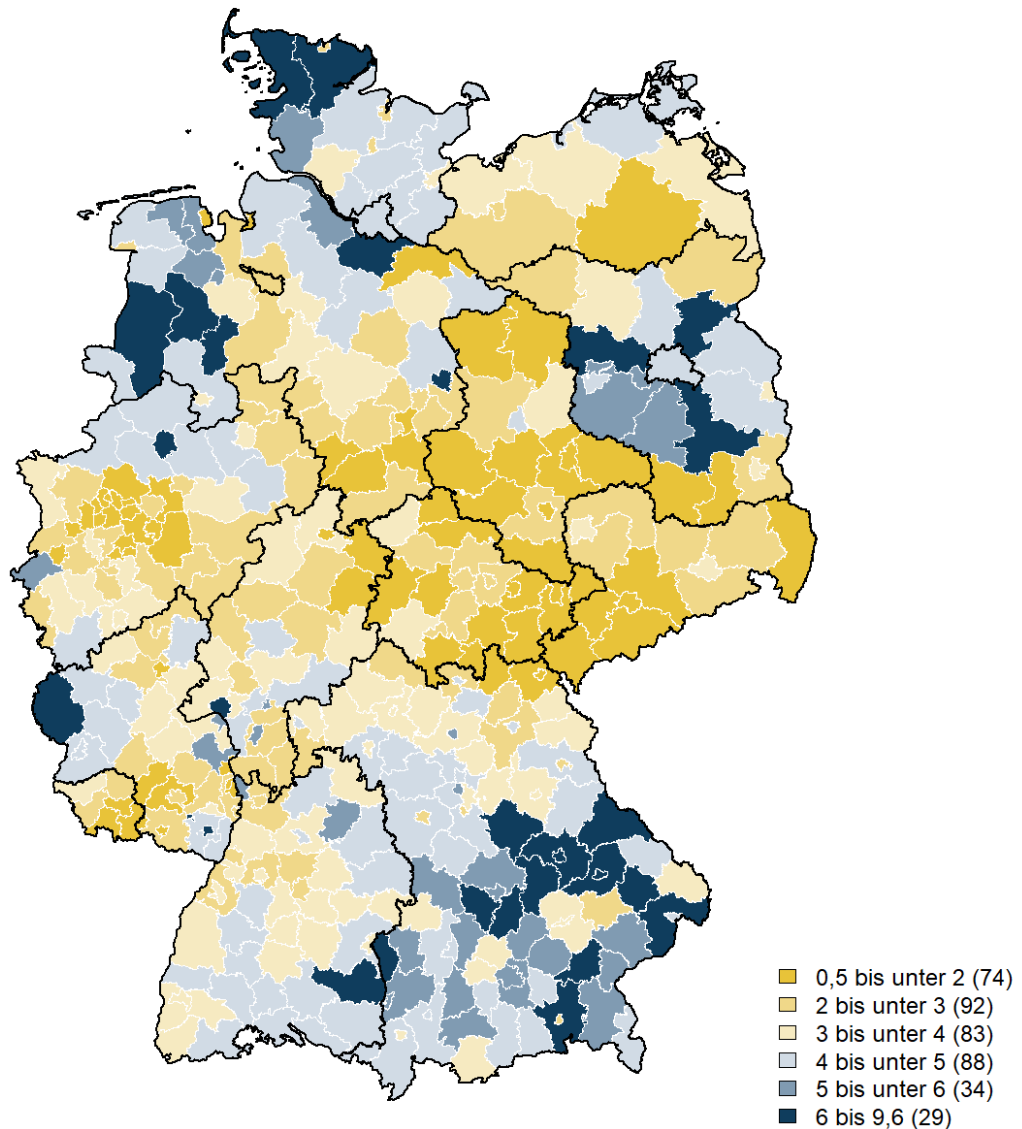 0,5 bis unter 2 (74)
2 bis unter 3 (92)
3 bis unter 4 (83)
4 bis unter 5 (88)
5 bis unter 6 (34)
6 bis 9,6 (29)